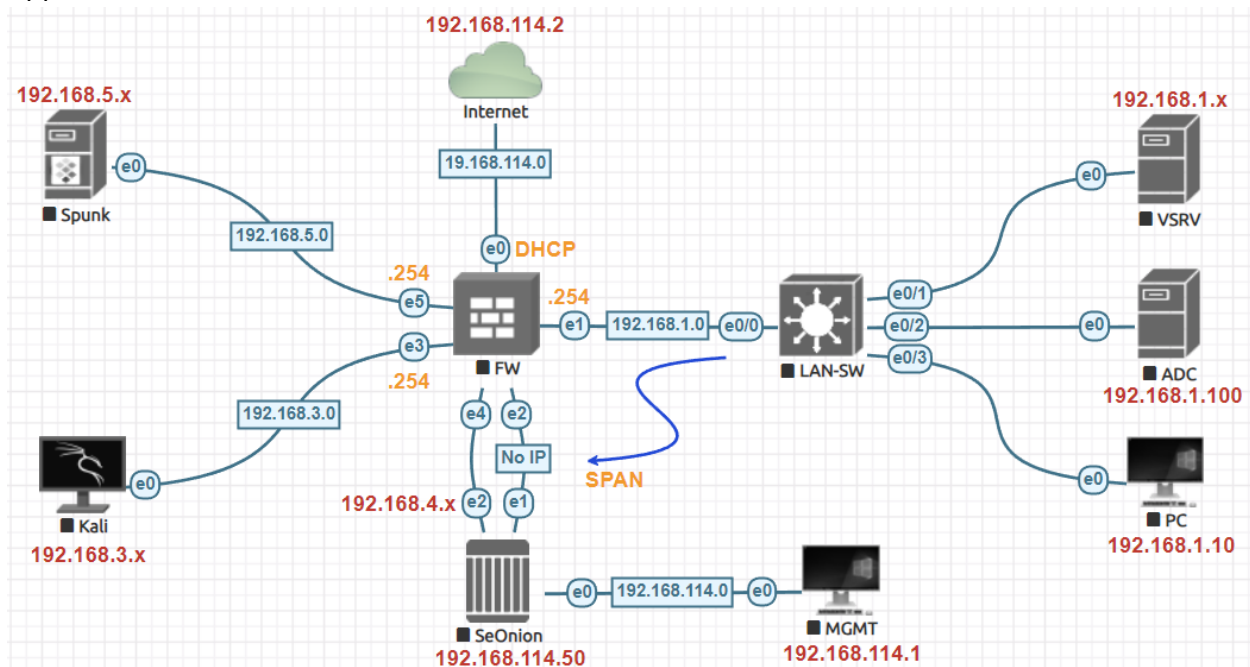 192.168.114.2
Internet
192.168.5.x
e0
Spunk
19.168.114.0
192.168.5.0
e0
DHCP
.254
e5
.254
e1
192.168.1.0
e0/0
FW
e3
.254
192.168.3.0
e0
Kali
192.168.3.x
LAN-SW
e0/1
e0/2
e0/3
192.168.1.x
e0
VSRV
e0
ADC
192.168.1.100
e0
PC
192.168.1.10
e4
e2
No IP
SPAN
192.168.4.x
e2
e1
SeOnion
192.168.114.50
e0
192.168.114.0
e0
MGMT
192.168.114.1